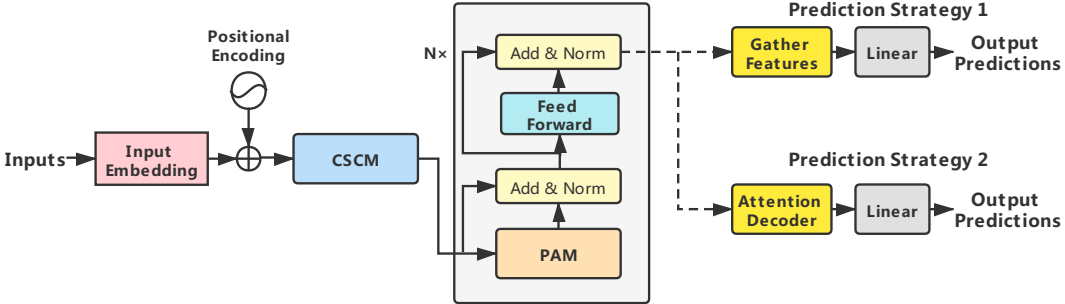 Inputs
Input
Embedding
Positional
Encoding
CSCM
N×
Add & Norm
Feed
Forward
Add & Norm
PAM
Prediction Strategy 1
Gather
Features
Linear
Output
Predictions
Prediction Strategy 2
Attention
Decoder
Linear
Output
Predictions